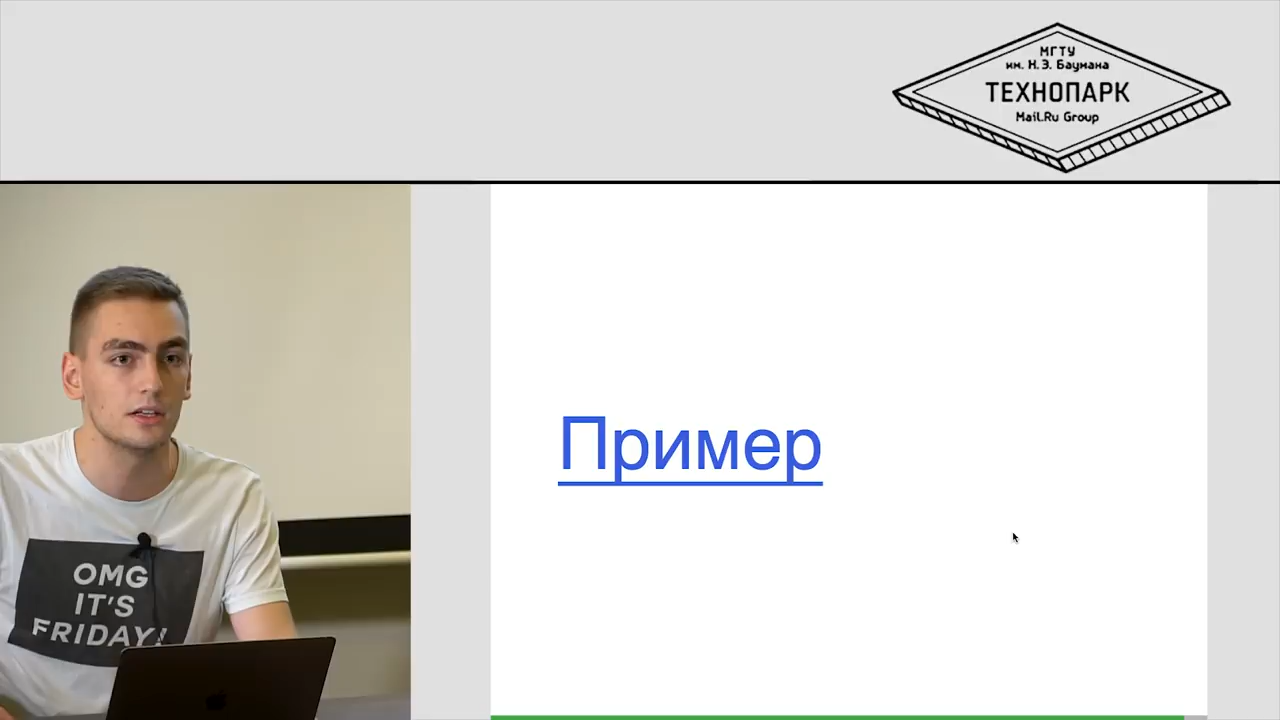 МГТУ
им. Н.Э. Баумана
ТЕХНОПАРК
Mail.Ru Group
Пример
OMG
IT'S
FRIDAY!